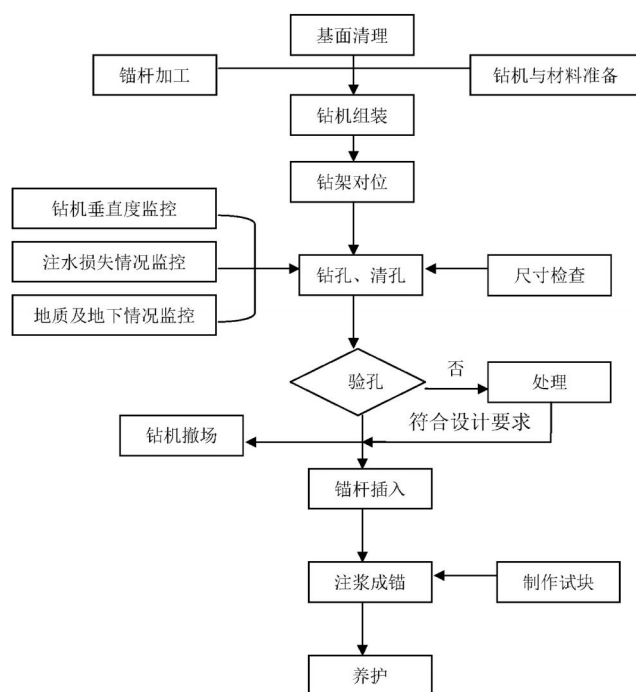 基面清理
锚杆加工
钻机与材料准备
钻机组装
钻架对位
钻机垂直度监控
注水损失情况监控
钻孔、清孔
尺寸检查
地质及地下情况监控
验孔
否
处理
钻机撤场
符合设计要求
锚杆插入
注浆成锚
制作试块
养护